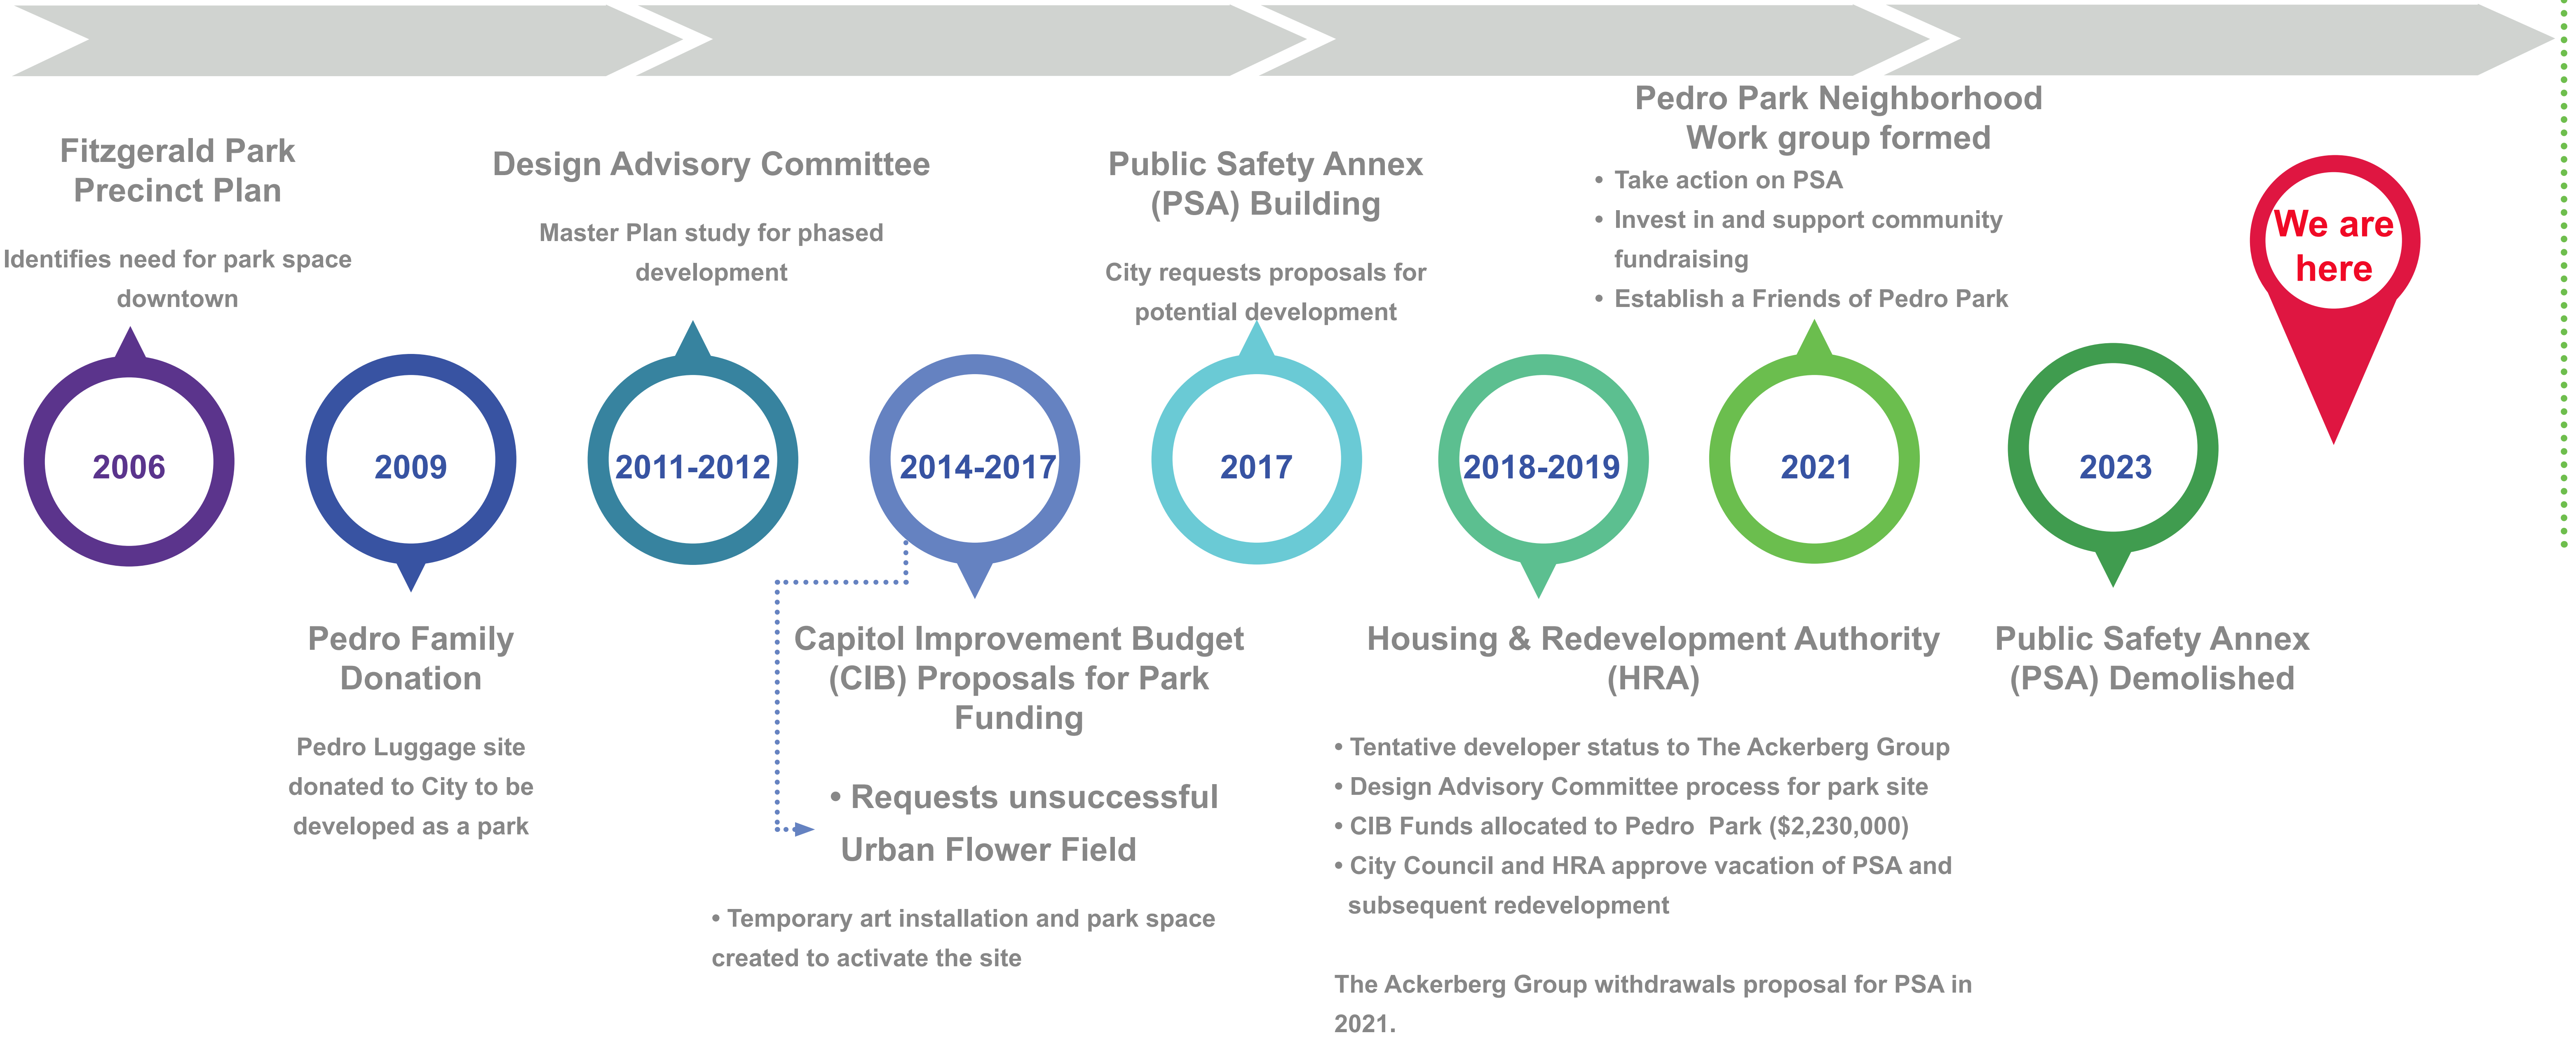 Fitzgerald Park
Precinct Plan
Identifies need for park space
downtown
2006
2009
Pedro Family
Donation
Pedro Luggage site
donated to City to be
developed as a park
Design Advisory Committee
Master Plan study for phased
development
2011-2012
2014-2017
Capitol Improvement Budget
(CIB) Proposals for Park
Funding
• Requests unsuccessful
Urban Flower Field
• Temporary art installation and park space
created to activate the site
Public Safety Annex
(PSA) Building
City requests proposals for
potential development
2017
2018-2019
Housing & Redevelopment Authority
(HRA)
• Tentative developer status to The Ackerberg Group
• Design Advisory Committee process for park site
• CIB Funds allocated to Pedro  Park ($2,230,000)
• City Council and HRA approve vacation of PSA and
subsequent redevelopment
The Ackerberg Group withdrawals proposal for PSA in
2021.
Pedro Park Neighborhood
Work group formed
• Take action on PSA
• Invest in and support community
fundraising
• Establish a Friends of Pedro Park
2021
2023
Public Safety Annex
(PSA) Demolished
We are
here